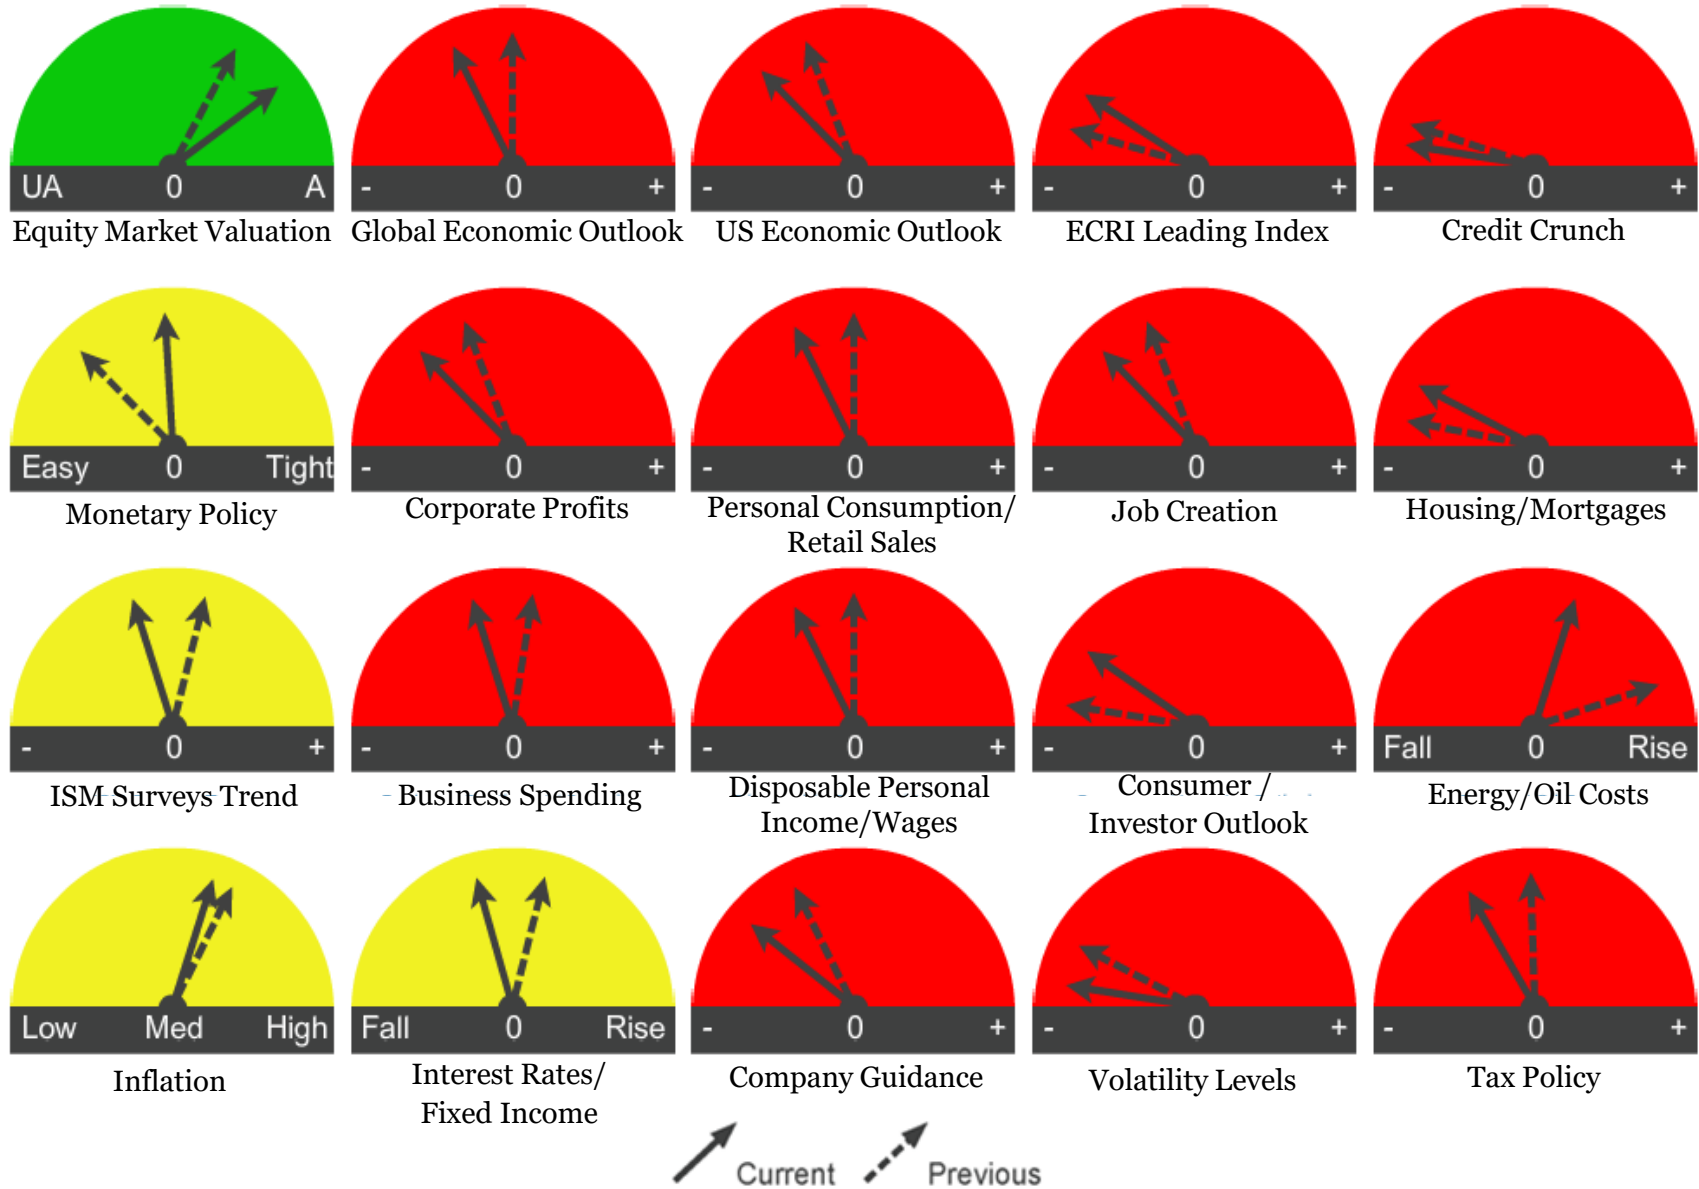 UA 0 A
Equity Market Valuation
- 0 +
Global Economic Outlook
- 0 +
US Economic Outlook
- 0 +
ECRI Leading Index
- 0 +
Credit Crunch
Easy 0 Tight
Monetary Policy
- 0 +
Corporate Profits
- 0 +
Personal Consumption/
Retail Sales
- 0 +
Job Creation
- 0 +
Housing/Mortgages
- 0 +
ISM Surveys Trend
- 0 +
Business Spending
- 0 +
Disposable Personal
Income/Wages
- 0 +
Consumer /
Investor Outlook
Fall 0 Rise
Energy/Oil Costs
Low Med High
Inflation
Fall 0 Rise
Interest Rates/
Fixed Income
- 0 +
Company Guidance
- 0 +
Volatility Levels
- 0 +
Tax Policy
Current Previous